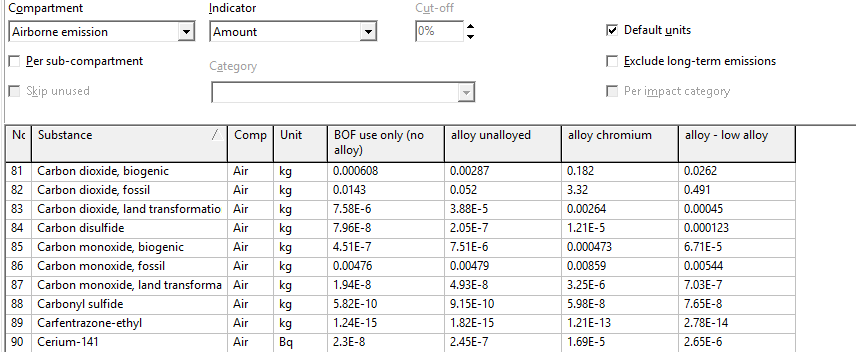 Compartment Indicator Cut-off
Airborne emission Amount 0% Default units
Per sub-compartment Category Exclude long-term emissions
Skip unused Per impact category
Nc Substance / Comp Unit BOF use only (no alloy) alloy unalloyed alloy chromium alloy - low alloy
81 Carbon dioxide, biogenic Air kg 0.000608 0.00287 0.182 0.0262
82 Carbon dioxide, fossil Air kg 0.0143 0.052 3.32 0.491
83 Carbon dioxide, land transformatio Air kg 7.58E-6 3.88E-5 0.00264 0.00045
84 Carbon disulfide Air kg 7.96E-8 2.05E-7 1.21E-5 0.000123
85 Carbon monoxide, biogenic Air kg 4.51E-7 7.51E-6 0.000473 6.71E-5
86 Carbon monoxide, fossil Air kg 0.00476 0.00479 0.00859 0.00544
87 Carbon monoxide, land transforma Air kg 1.94E-8 4.93E-8 3.25E-6 7.03E-7
88 Carbonyl sulfide Air kg 5.82E-10 9.15E-10 5.98E-8 7.65E-8
89 Carfentrazone-ethyl Air kg 1.24E-15 1.82E-15 1.21E-13 2.78E-14
90 Cerium-141 Air Bq 2.3E-8 2.45E-7 1.69E-5 2.65E-6